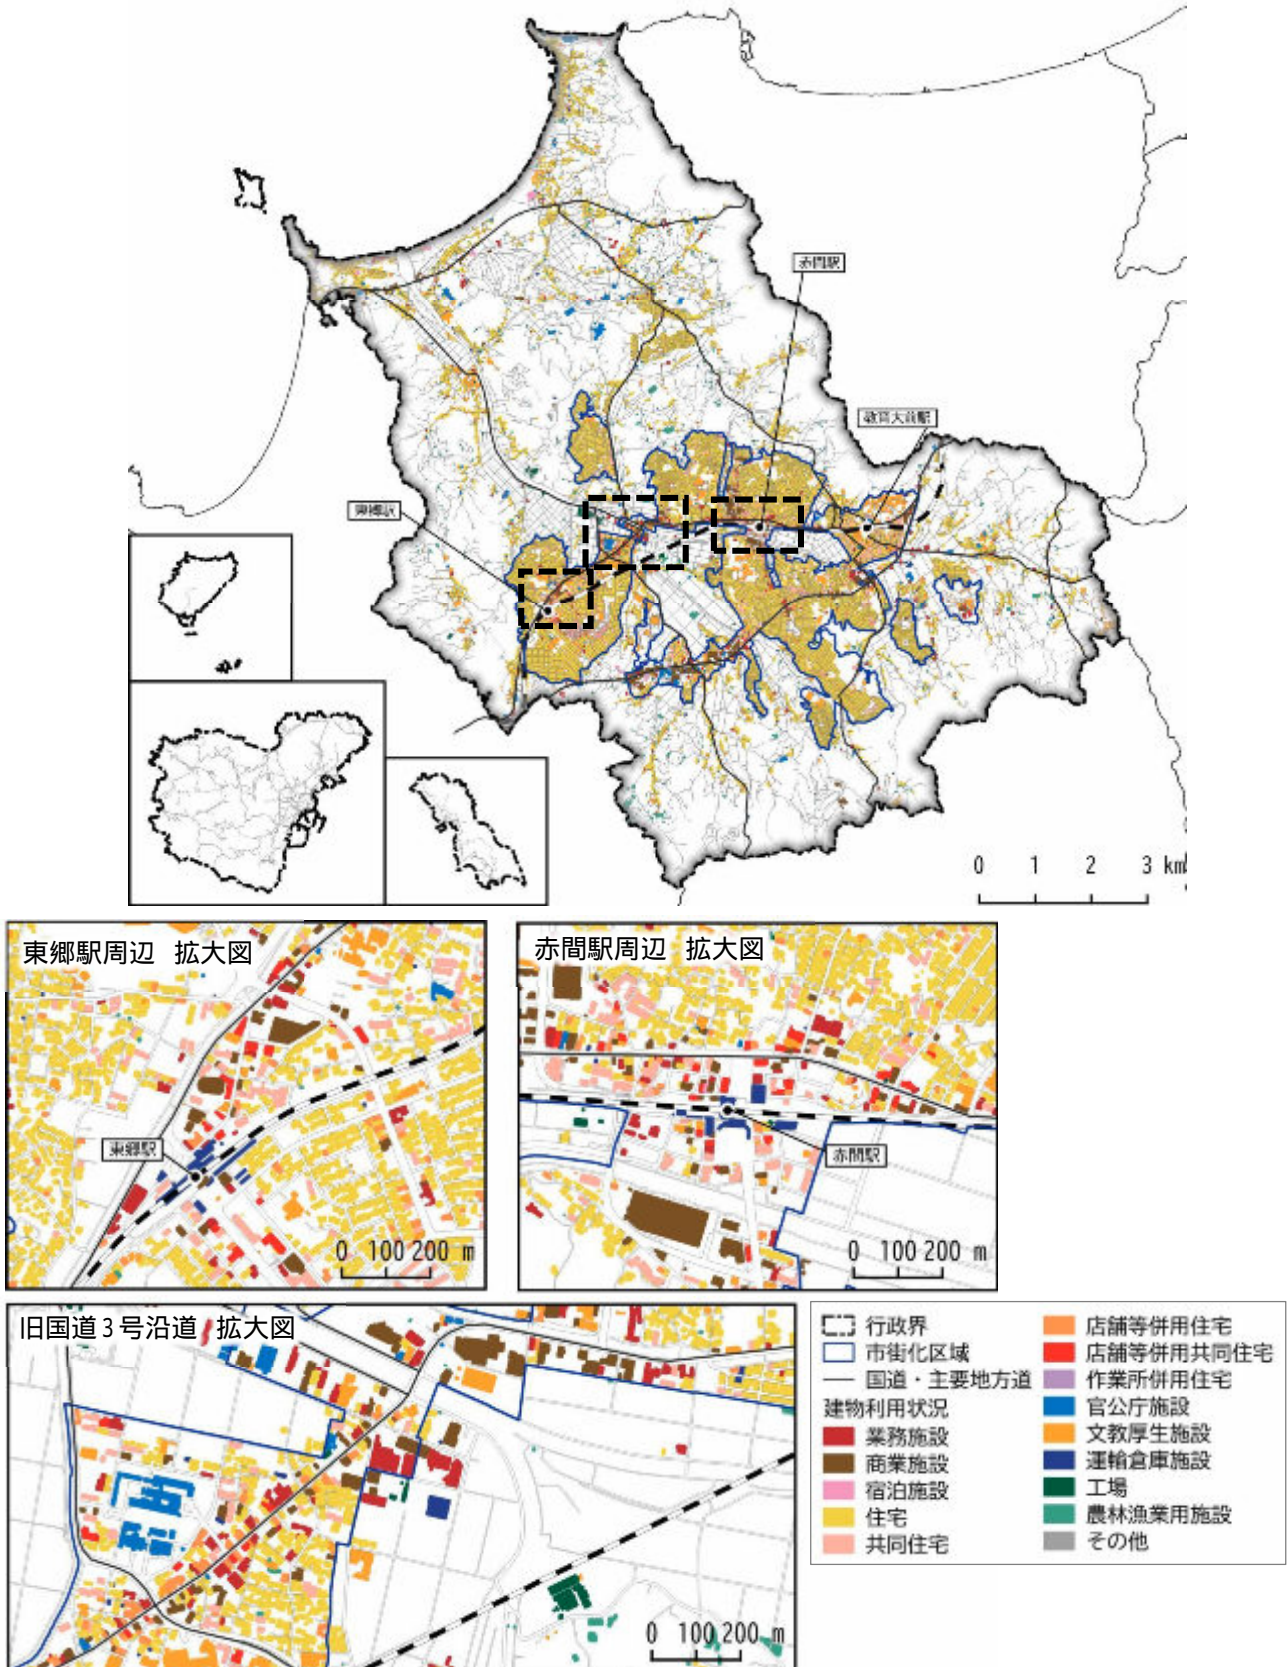 赤間駅
教育大前駅
東郷駅
0 1 2 3 km
東郷駅周辺 拡大図
東郷駅
0 100 200 m
赤間駅周辺 拡大図
赤間駅
0 100 200 m
旧国道3号沿道 拡大図
0 100 200 m
行政界
市街化区域
国道・主要地方道
建物利用状況
業務施設
商業施設
宿泊施設
住宅
共同住宅
店舗等併用住宅
店舗等併用共同住宅
作業所併用住宅
官公庁施設
文教厚生施設
運輸倉庫施設
工場
農林漁業用施設
その他